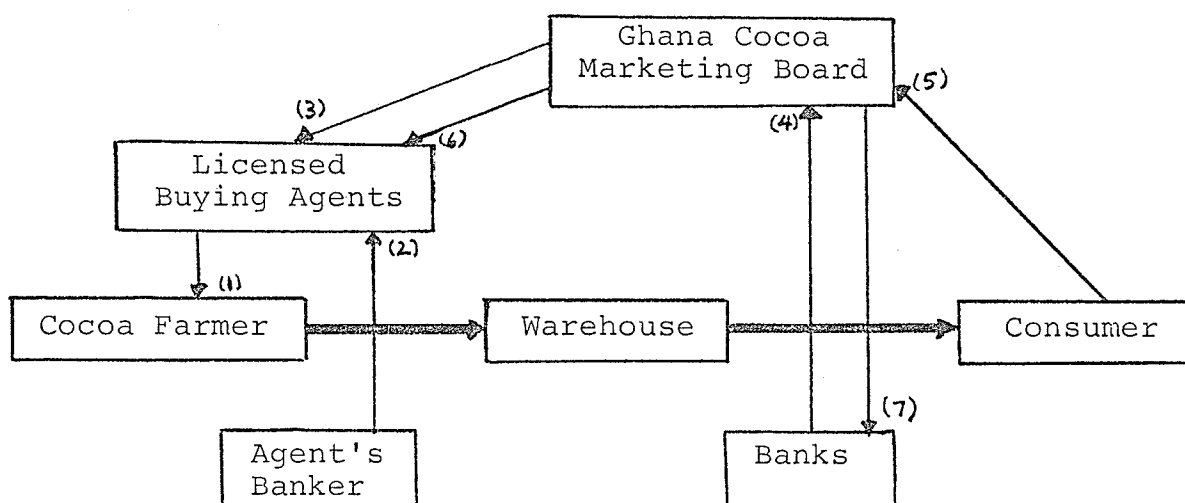 Ghana Cocoa
Marketing Board
(5)
(3)
(6)
(4)
Licensed
Buying Agents
(2)
(1)
Cocoa Farmer
Warehouse
Consumer
(7)
Agent's
Banker
Banks